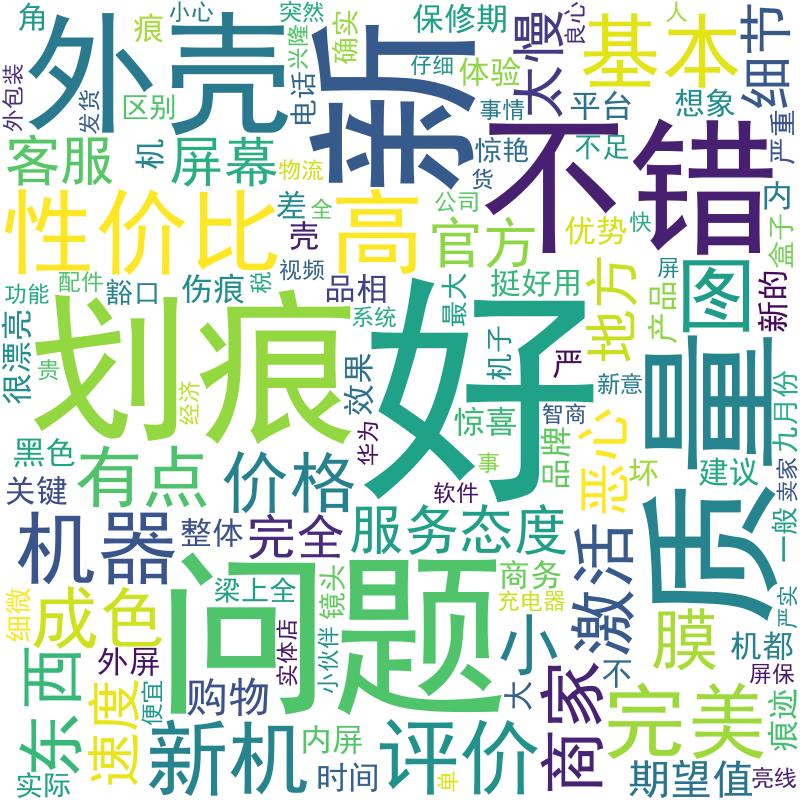 角
小心
突然
保修期
太慢
良心
基本
人
细节
外包装
外壳
痕
兴隆
确实
新
仔细
体验
发货
区别
电话
事情
平台
想象
严重
客服
机
屏幕
物流
惊艳
不足
不错
货
内
性价比
差
全
高
公司
官方
优势
快
盒子
壳
功能
配件
豁口
伤痕
税
视频
品相
最大
挺好用
地方
屏
产品
图
新的
很漂亮
划痕
系统
好
机子
严
贵
经济
效果
华为
惊喜
智商
新意
质量
九月份
黑色
有点
价格
事
品牌
恶心
坏
建议
卖家
关键
软件
一般
机器
整体
完全
服务态度
激活
细微
成色
问题
梁上全
镜头
商务
充电器
小
膜
严实
机都
东西
外屏
实体店
小伙伴
不
屏保
速度
便宜
购物
大
商家
完美
痕迹
新机
内屏
评价
实际
时间
单
期望值
亮线